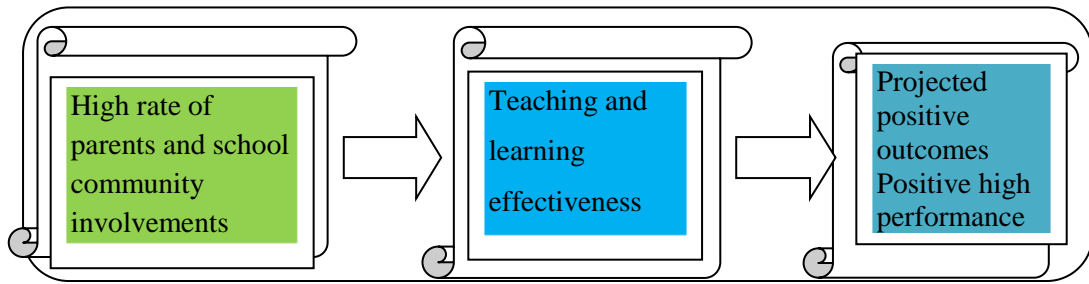 High rate of
parents and school
community
involvements
Teaching and
learning
effectiveness
Projected
positive
outcomes
Positive high
performance